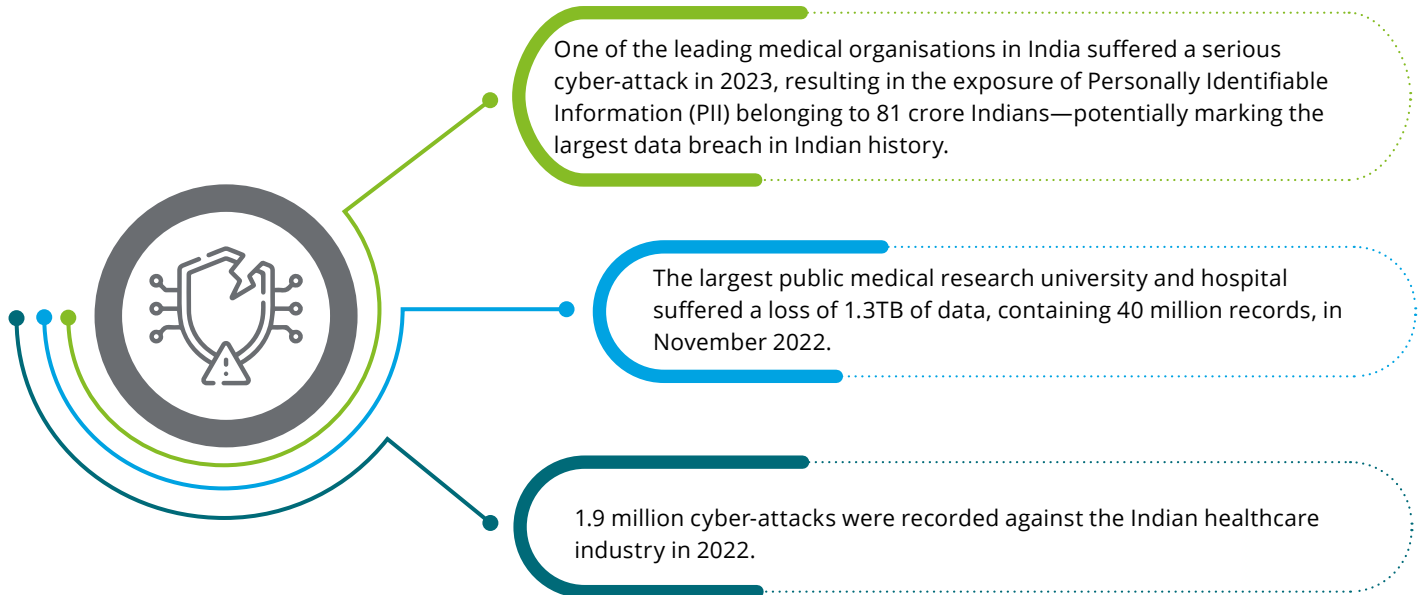 One of the leading medical organisations in India suffered a serious
cyber-attack in 2023, resulting in the exposure of Personally Identifiable
Information (PII) belonging to 81 crore Indians—potentially marking the
largest data breach in Indian history.
The largest public medical research university and hospital
suffered a loss of 1.3TB of data, containing 40 million records, in
November 2022.
1.9 million cyber-attacks were recorded against the Indian healthcare
industry in 2022.